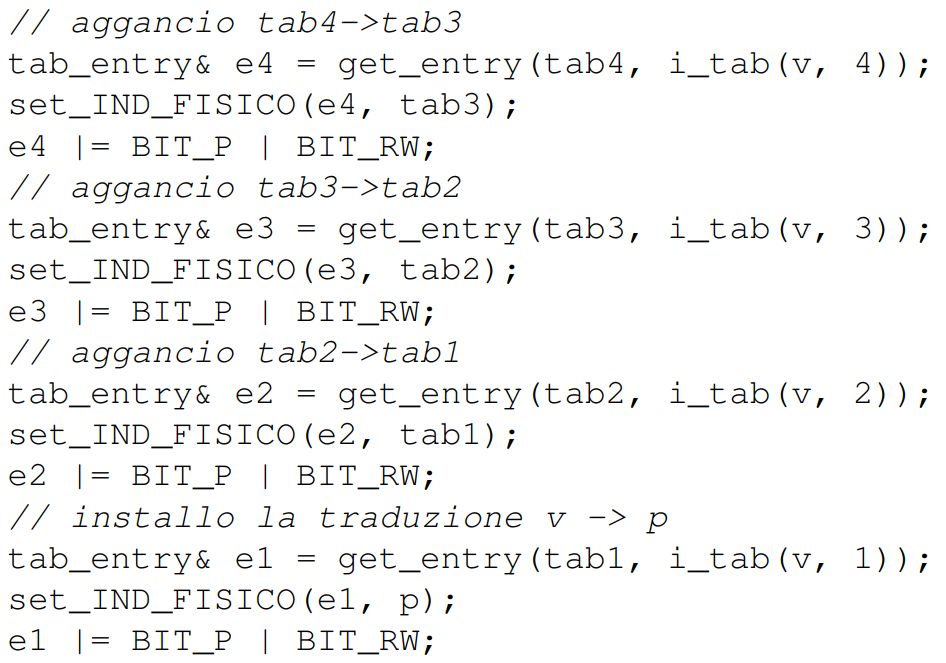 // aggancio tab4->tab3
tab_entry& e4 = get_entry(tab4, i_tab(v, 4));
set_IND_FISICO(e4, tab3);
e4 |= BIT_P | BIT_RW;
// aggancio tab3->tab2
tab_entry& e3 = get_entry(tab3, i_tab(v, 3));
set_IND_FISICO(e3, tab2);
e3 |= BIT_P | BIT_RW;
// aggancio tab2->tab1
tab_entry& e2 = get_entry(tab2, i_tab(v, 2));
set_IND_FISICO(e2, tab1);
e2 |= BIT_P | BIT_RW;
// installo la traduzione v -> p
tab_entry& e1 = get_entry(tab1, i_tab(v, 1));
set_IND_FISICO(e1, p);
e1 |= BIT_P | BIT_RW;